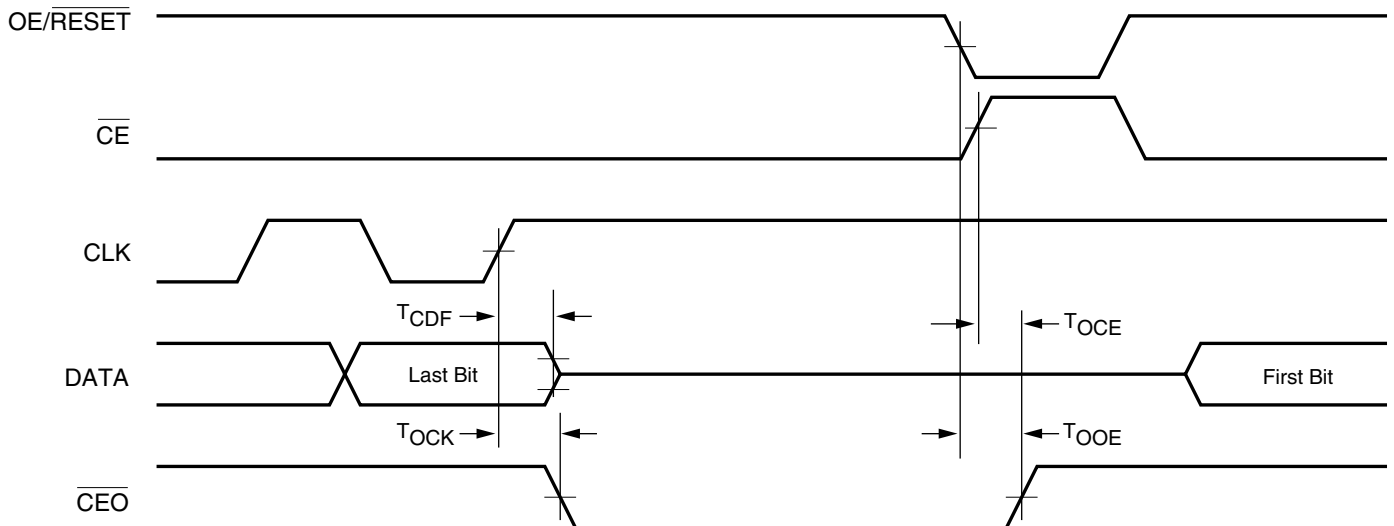 OE/RESET
CE
CLK
TCDF
TOCE
DATA
Last Bit
First Bit
TOCK
TOOE
CEO